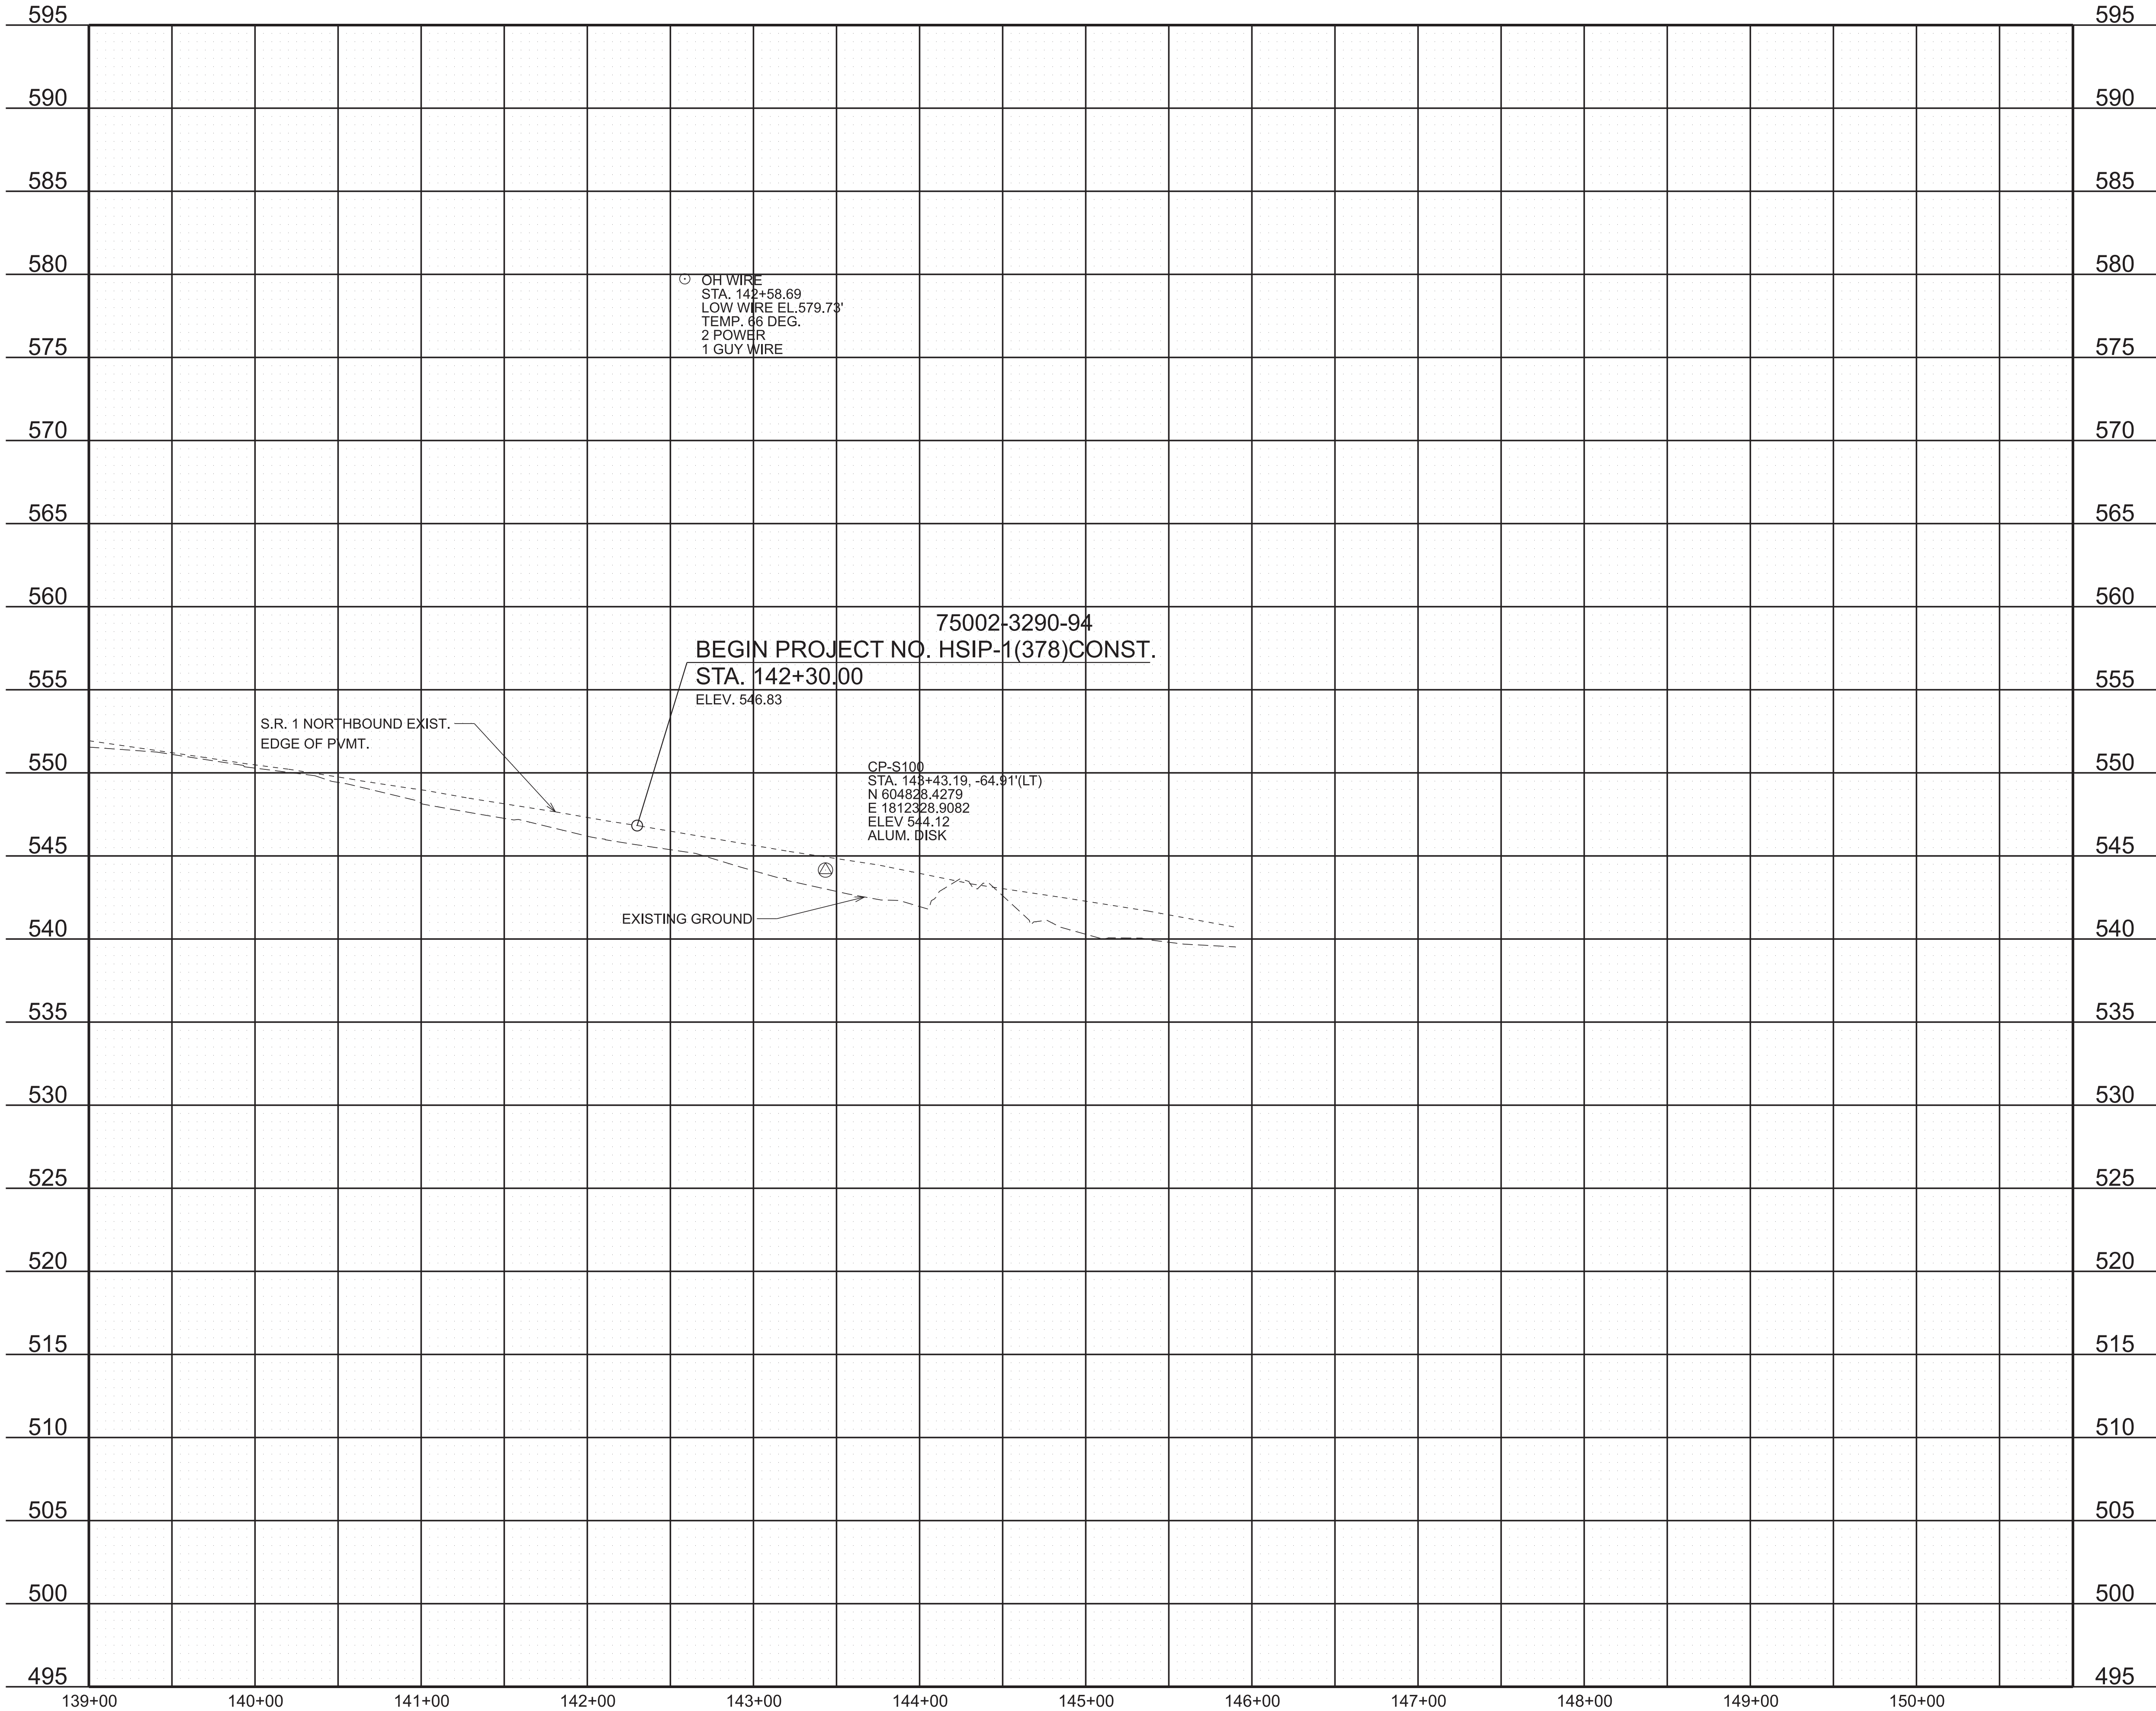 595 595
590 590
585 585
580 580
OH WIRE
STA. 142+58.69
LOW WIRE EL.579.73'
TEMP. 66 DEG.
2 POWER
1 GUY WIRE
575 575
570 570
565 565
560 560
75002-3290-94
BEGIN PROJECT NO. HSIP-1(378)CONST.
STA. 142+30.00
ELEV. 546.83
555 555
S.R. 1 NORTHBOUND EXIST.
EDGE OF PVMT.
550 550
CP-S100
STA. 143+43.19, -64.91'(LT)
N 604828.4279
E 1812328.9082
ELEV 544.12
ALUM. DISK
545 545
EXISTING GROUND
540 540
535 535
530 530
525 525
520 520
515 515
510 510
505 505
500 500
495 495
139+00 140+00 141+00 142+00 143+00 144+00 145+00 146+00 147+00 148+00 149+00 150+00